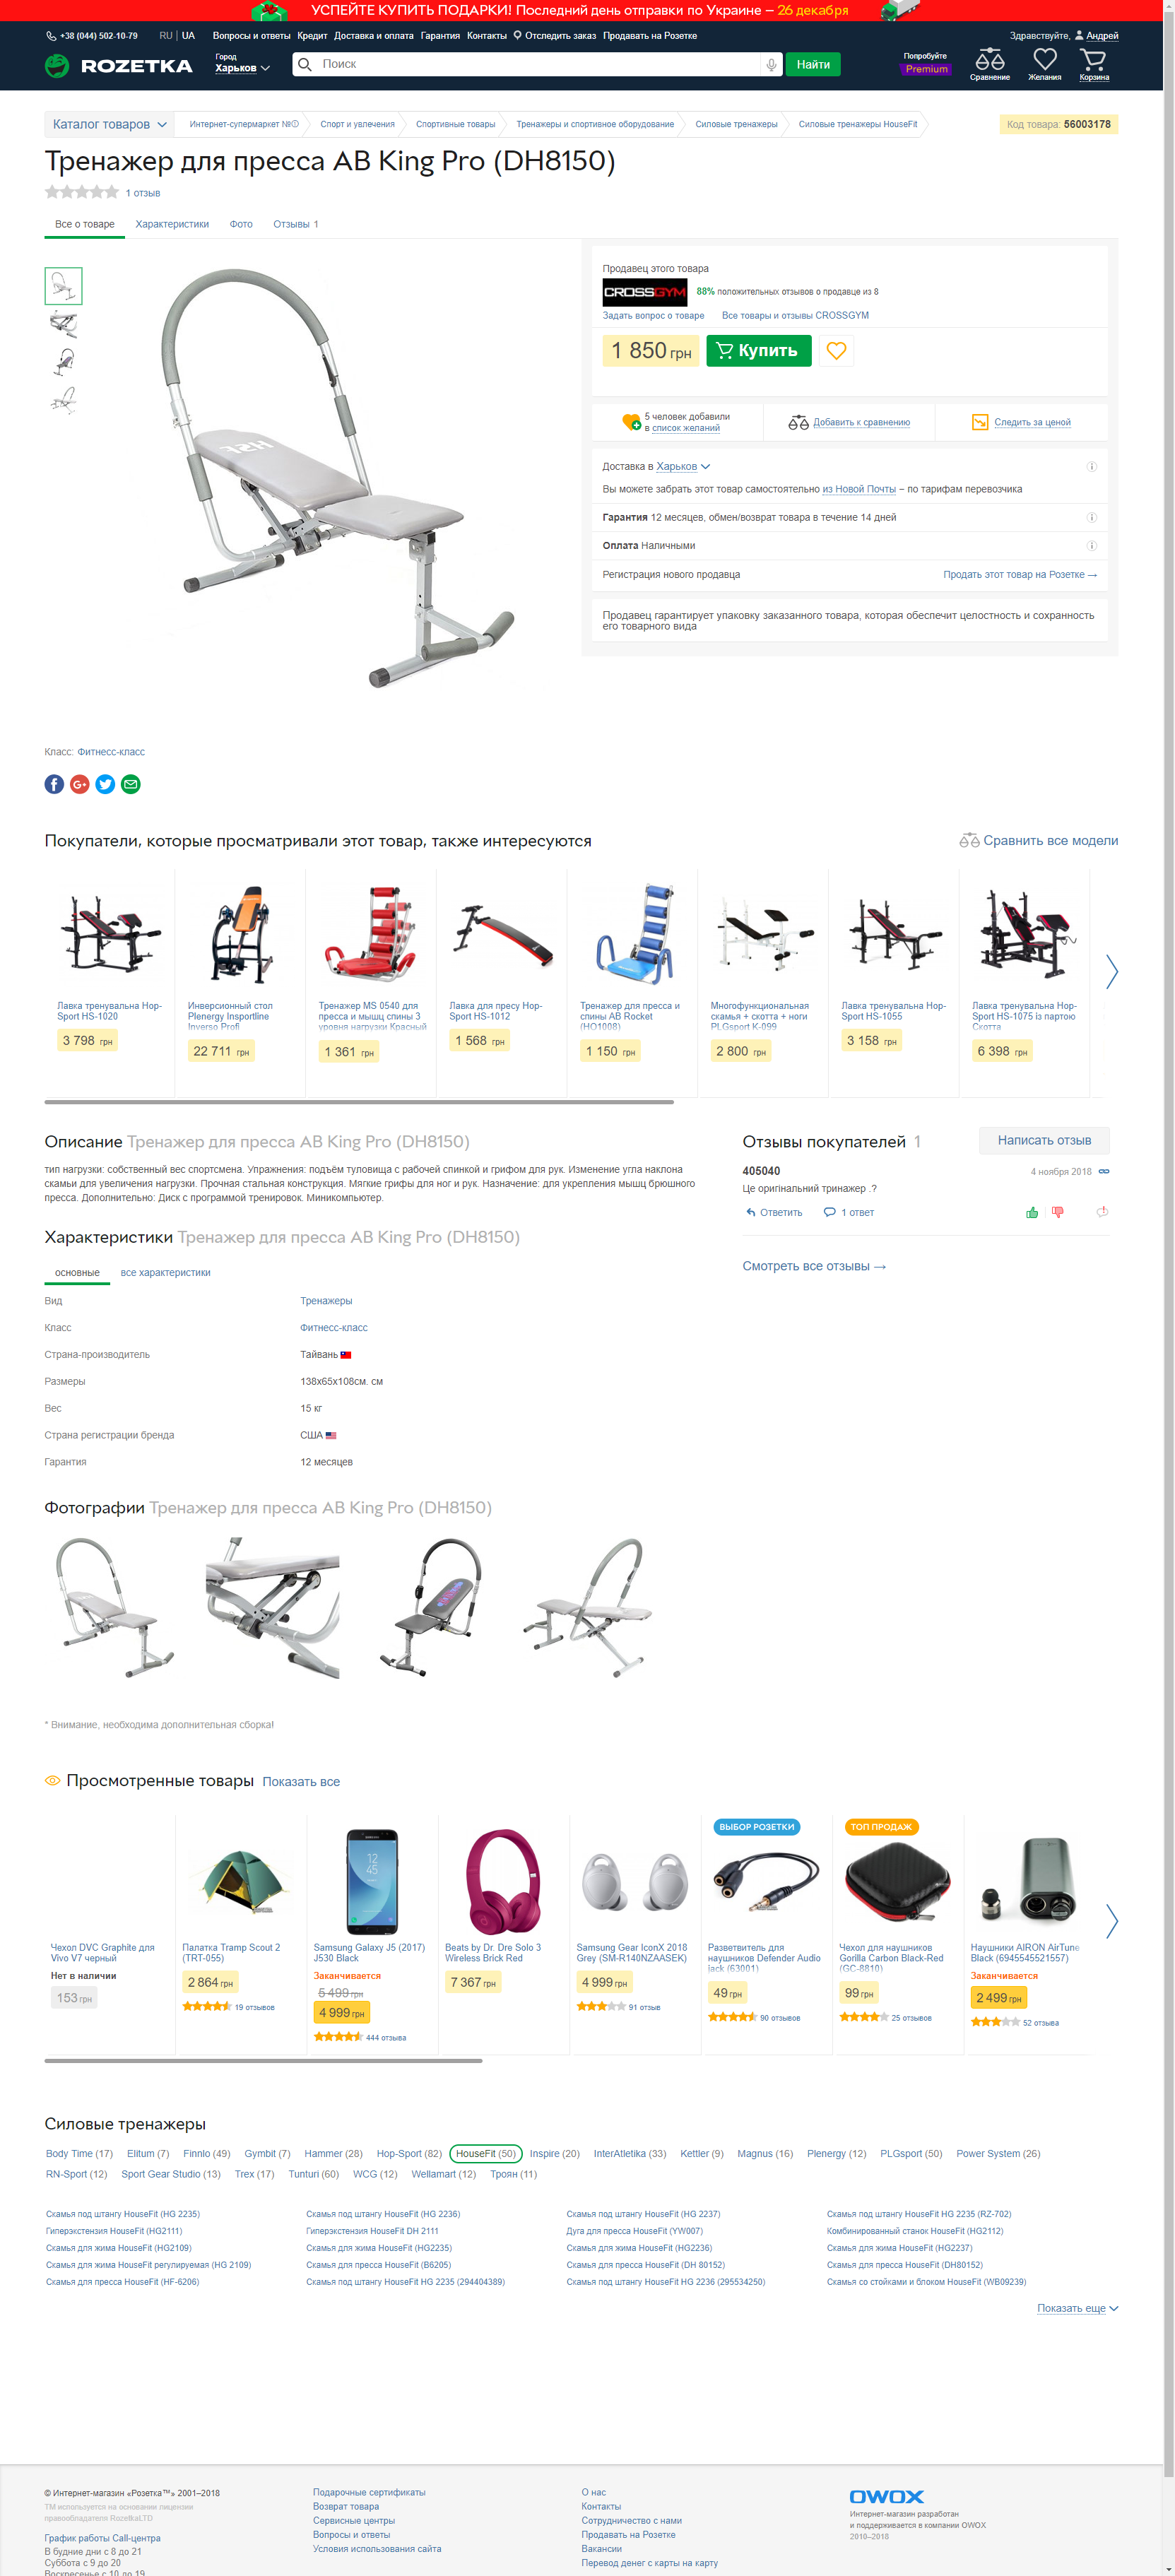 УСПЕЙТЕ КУПИТЬ ПОДАРКИ! Последний день отправки по Украине – 26 декабря
+38 (044) 502-10-79 RU | UA Вопросы и ответы Кредит Доставка и оплата Гарантия Контакты Отследить заказ Продавать на Розетке Здравствуйте, Андрей
ROZETKA Город Харьков Поиск Найти Попробуйте Premium Сравнение Желания Корзина
Каталог товаров Интернет-супермаркет №① Спорт и увлечения Спортивные товары Тренажеры и спортивное оборудование Силовые тренажеры Силовые тренажеры HouseFit Код товара: 56003178
Тренажер для пресса AB King Pro (DH8150)
1 отзыв
Все о товаре Характеристики Фото Отзывы 1
Продавец этого товара
CROSSGYM 88% положительных отзывов о продавце из 8
Задать вопрос о товаре Все товары и отзывы CROSSGYM
1 850 грн Купить
5 человек добавили
в список желаний
Добавить к сравнению
Следить за ценой
Доставка в Харьков
Вы можете забрать этот товар самостоятельно из Новой Почты – по тарифам перевозчика
Гарантия 12 месяцев, обмен/возврат товара в течение 14 дней
Оплата Наличными
Регистрация нового продавца Продать этот товар на Розетке →
Продавец гарантирует упаковку заказанного товара, которая обеспечит целостность и сохранность
его товарного вида
Класс: Фитнесс-класс
Покупатели, которые просматривали этот товар, также интересуются Сравнить все модели
Лавка тренувальна Hop-
Sport HS-1020
3 798 грн
Инверсионный стол
Plenergy Insportline
Inverso Profi
22 711 грн
Тренажер MS 0540 для
пресса и мышц спины 3
уровня нагрузки Красный
1 361 грн
Лавка для пресу Hop-
Sport HS-1012
1 568 грн
Тренажер для пресса и
спины AB Rocket
(HO1008)
1 150 грн
Многофункциональная
скамья + скотта + ноги
PLGsport K-099
2 800 грн
Лавка тренувальна Hop-
Sport HS-1055
3 158 грн
Лавка тренувальна Hop-
Sport HS-1075 із партою
Скотта
6 398 грн
Описание Тренажер для пресса AB King Pro (DH8150)
тип нагрузки: собственный вес спортсмена. Упражнения: подъём туловища с рабочей спинкой и грифом для рук. Изменение угла наклона
скамьи для увеличения нагрузки. Прочная стальная конструкция. Мягкие грифы для ног и рук. Назначение: для укрепления мышц брюшного
пресса. Дополнительно: Диск с программой тренировок. Миникомпьютер.
Отзывы покупателей 1 Написать отзыв
405040 4 ноября 2018
Це оригінальний тринажер .?
Ответить 1 ответ
Смотреть все отзывы →
Характеристики Тренажер для пресса AB King Pro (DH8150)
основные все характеристики
Вид Тренажеры
Класс Фитнесс-класс
Страна-производитель Тайвань
Размеры 138х65х108см. см
Вес 15 кг
Страна регистрации бренда США
Гарантия 12 месяцев
Фотографии Тренажер для пресса AB King Pro (DH8150)
* Внимание, необходима дополнительная сборка!
Просмотренные товары Показать все
Чехол DVC Graphite для
Vivo V7 черный
Нет в наличии
153 грн
Палатка Tramp Scout 2
(TRT-055)
2 864 грн
19 отзывов
Samsung Galaxy J5 (2017)
J530 Black
Заканчивается
5 499 грн
4 999 грн
444 отзыва
Beats by Dr. Dre Solo 3
Wireless Brick Red
7 367 грн
Samsung Gear IconX 2018
Grey (SM-R140NZAASEK)
4 999 грн
91 отзыв
ВЫБОР РОЗЕТКИ
Разветвитель для
наушников Defender Audio
jack (63001)
49 грн
90 отзывов
ТОП ПРОДАЖ
Чехол для наушников
Gorilla Carbon Black-Red
(GC-8810)
99 грн
25 отзывов
Наушники AIRON AirTune
Black (6945545521557)
Заканчивается
2 499 грн
52 отзыва
Силовые тренажеры
Body Time (17) Elitum (7) Finnlo (49) Gymbit (7) Hammer (28) Hop-Sport (82) HouseFit (50) Inspire (20) InterAtletika (33) Kettler (9) Magnus (16) Plenergy (12) PLGsport (50) Power System (26)
RN-Sport (12) Sport Gear Studio (13) Trex (17) Tunturi (60) WCG (12) Wellamart (12) Троян (11)
Скамья под штангу HouseFit (HG 2235) Скамья под штангу HouseFit (HG 2236) Скамья под штангу HouseFit (HG 2237) Скамья под штангу HouseFit HG 2235 (RZ-702)
Гиперэкстензия HouseFit (HG2111) Гиперэкстензия HouseFit DH 2111 Дуга для пресса HouseFit (YW007) Комбинированный станок HouseFit (HG2112)
Скамья для жима HouseFit (HG2109) Скамья для жима HouseFit (HG2235) Скамья для жима HouseFit (HG2236) Скамья для жима HouseFit (HG2237)
Скамья для жима HouseFit регулируемая (HG 2109) Скамья для пресса HouseFit (B6205) Скамья для пресса HouseFit (DH 80152) Скамья для пресса HouseFit (DH80152)
Скамья для пресса HouseFit (HF-6206) Скамья под штангу HouseFit HG 2235 (294404389) Скамья под штангу HouseFit HG 2236 (295534250) Скамья со стойками и блоком HouseFit (WB09239)
Показать еще
© Интернет-магазин «Розетка™» 2001–2018
ТМ используется на основании лицензии
правообладателя RozetkaLTD
График работы Call-центра
В будние дни с 8 до 21
Суббота с 9 до 20
Воскресенье с 10 до 19
Подарочные сертификаты
Возврат товара
Сервисные центры
Вопросы и ответы
Условия использования сайта
О нас
Контакты
Сотрудничество с нами
Продавать на Розетке
Вакансии
Перевод денег с карты на карту
OWOX
Интернет-магазин разработан
и поддерживается в компании OWOX
2010–2018